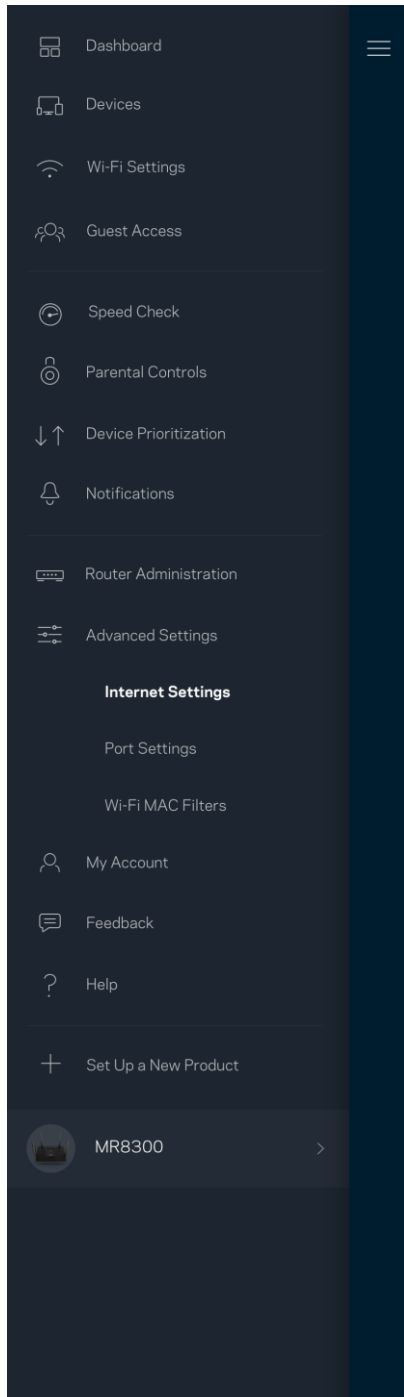 Dashboard
Devices
Wi-Fi Settings
Guest Access
Speed Check
Parental Controls
Device Prioritization
Notifications
Router Administration
Advanced Settings
Internet Settings
Port Settings
Wi-Fi MAC Filters
My Account
Feedback
Help
Set Up a New Product
MR8300